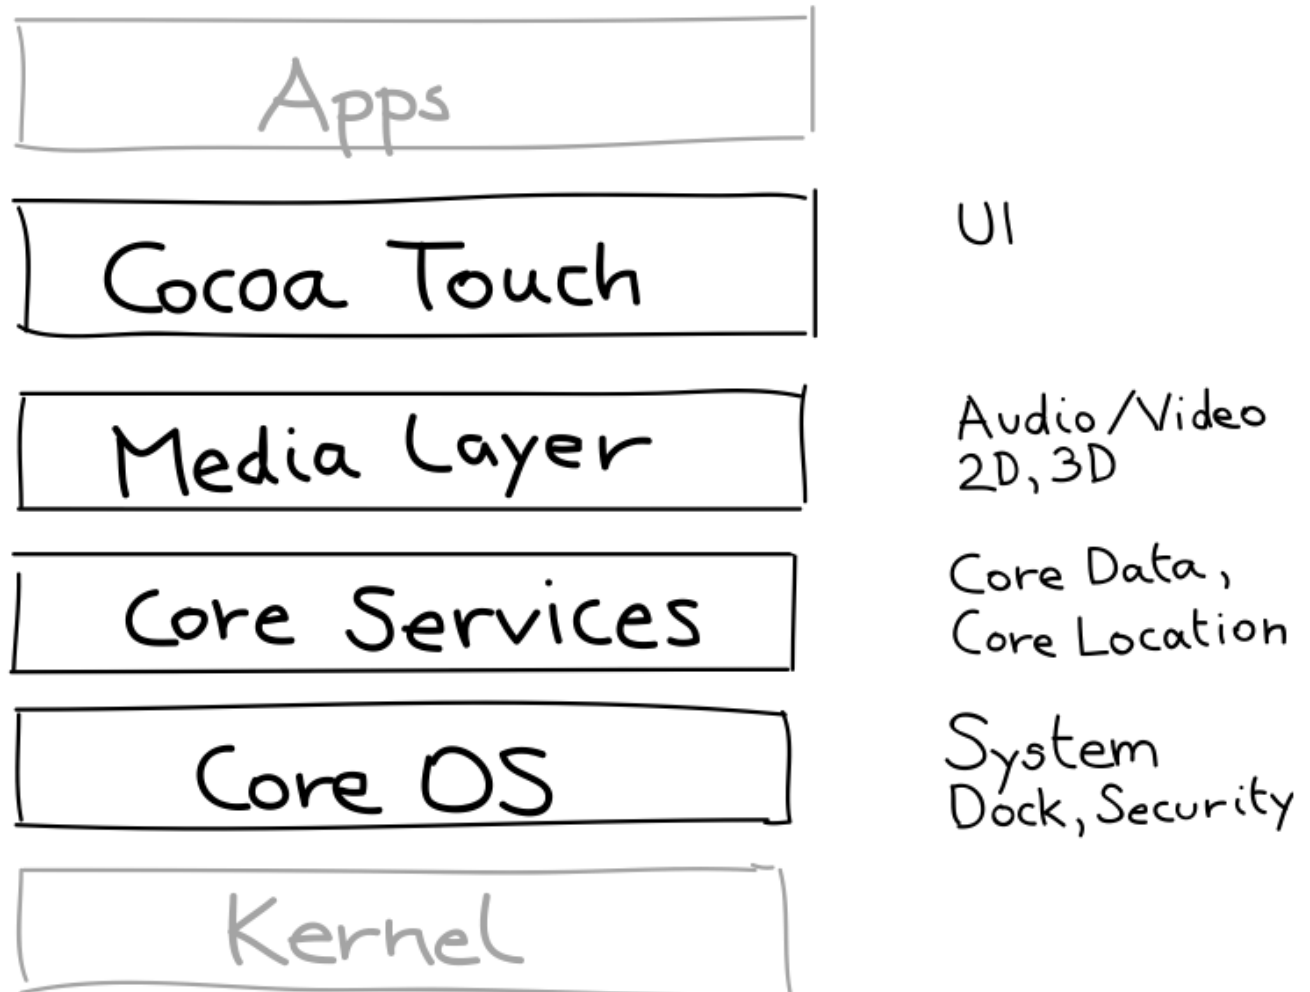 Apps
Cocoa Touch
UI
Media Layer
Audio/Video
2D, 3D
Core Services
Core Data,
Core Location
Core OS
System
Dock, Security
Kernel